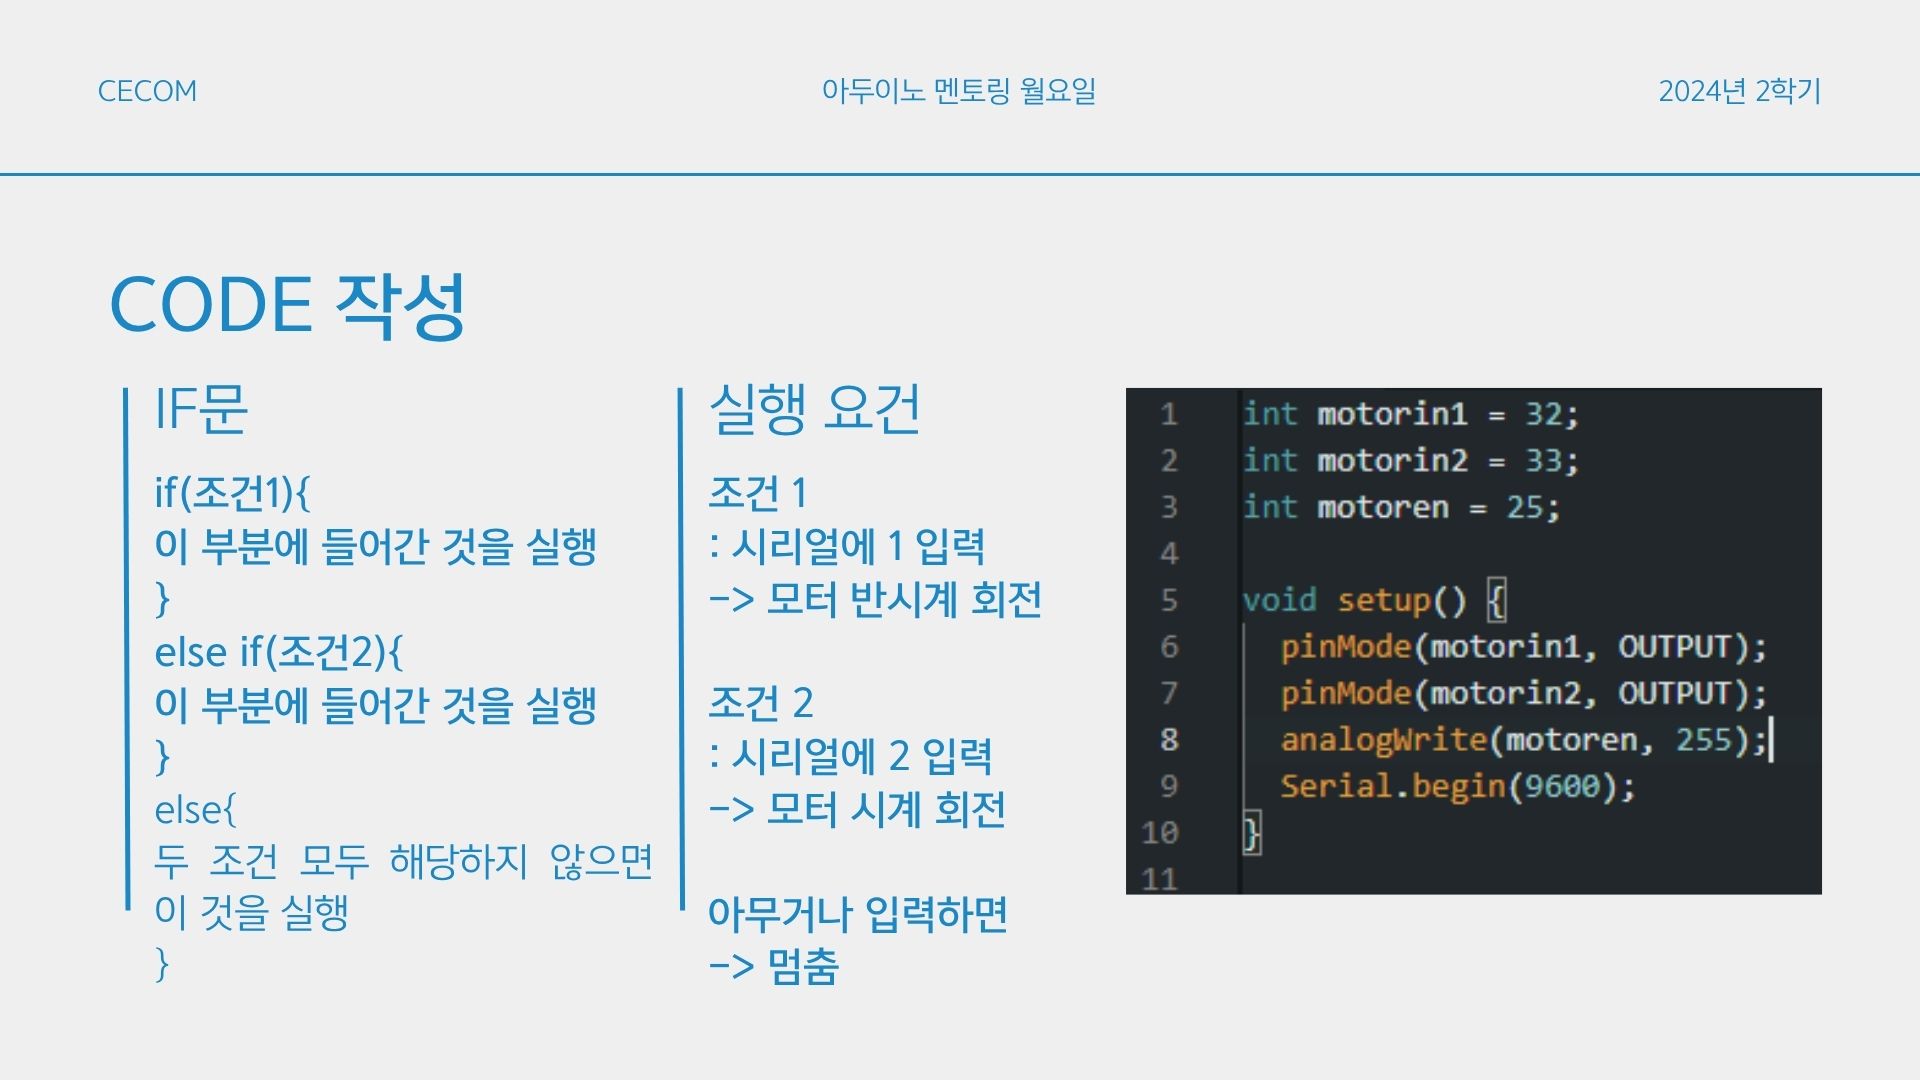 CECOM
아두이노 멘토링 월요일
2024년 2학기
CODE 작성
IF문
if(조건1){
이 부분에 들어간 것을 실행
}
else if(조건2){
이 부분에 들어간 것을 실행
}
else{
두 조건 모두 해당하지 않으면
이 것을 실행
}
실행 요건
조건 1
: 시리얼에 1 입력
-> 모터 반시계 회전
조건 2
: 시리얼에 2 입력
-> 모터 시계 회전
아무거나 입력하면
-> 멈춤
1 int motorin1 = 32;
2 int motorin2 = 33;
3 int motoren = 25;
4
5 void setup() {
6 pinMode(motorin1, OUTPUT);
7 pinMode(motorin2, OUTPUT);
8 analogWrite(motoren, 255);
9 Serial.begin(9600);
10 }
11